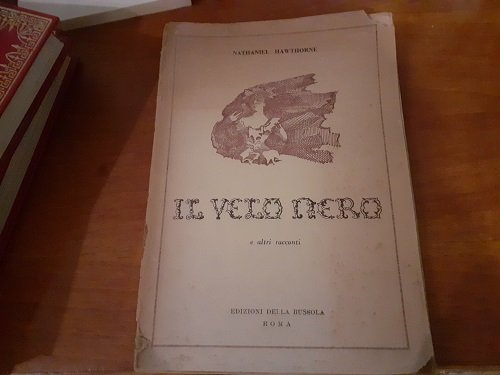 NATHANIEL HAWTHORNE
IL VELO NERO
e altri racconti
EDIZIONI DELLA BUSSOLA
ROMA